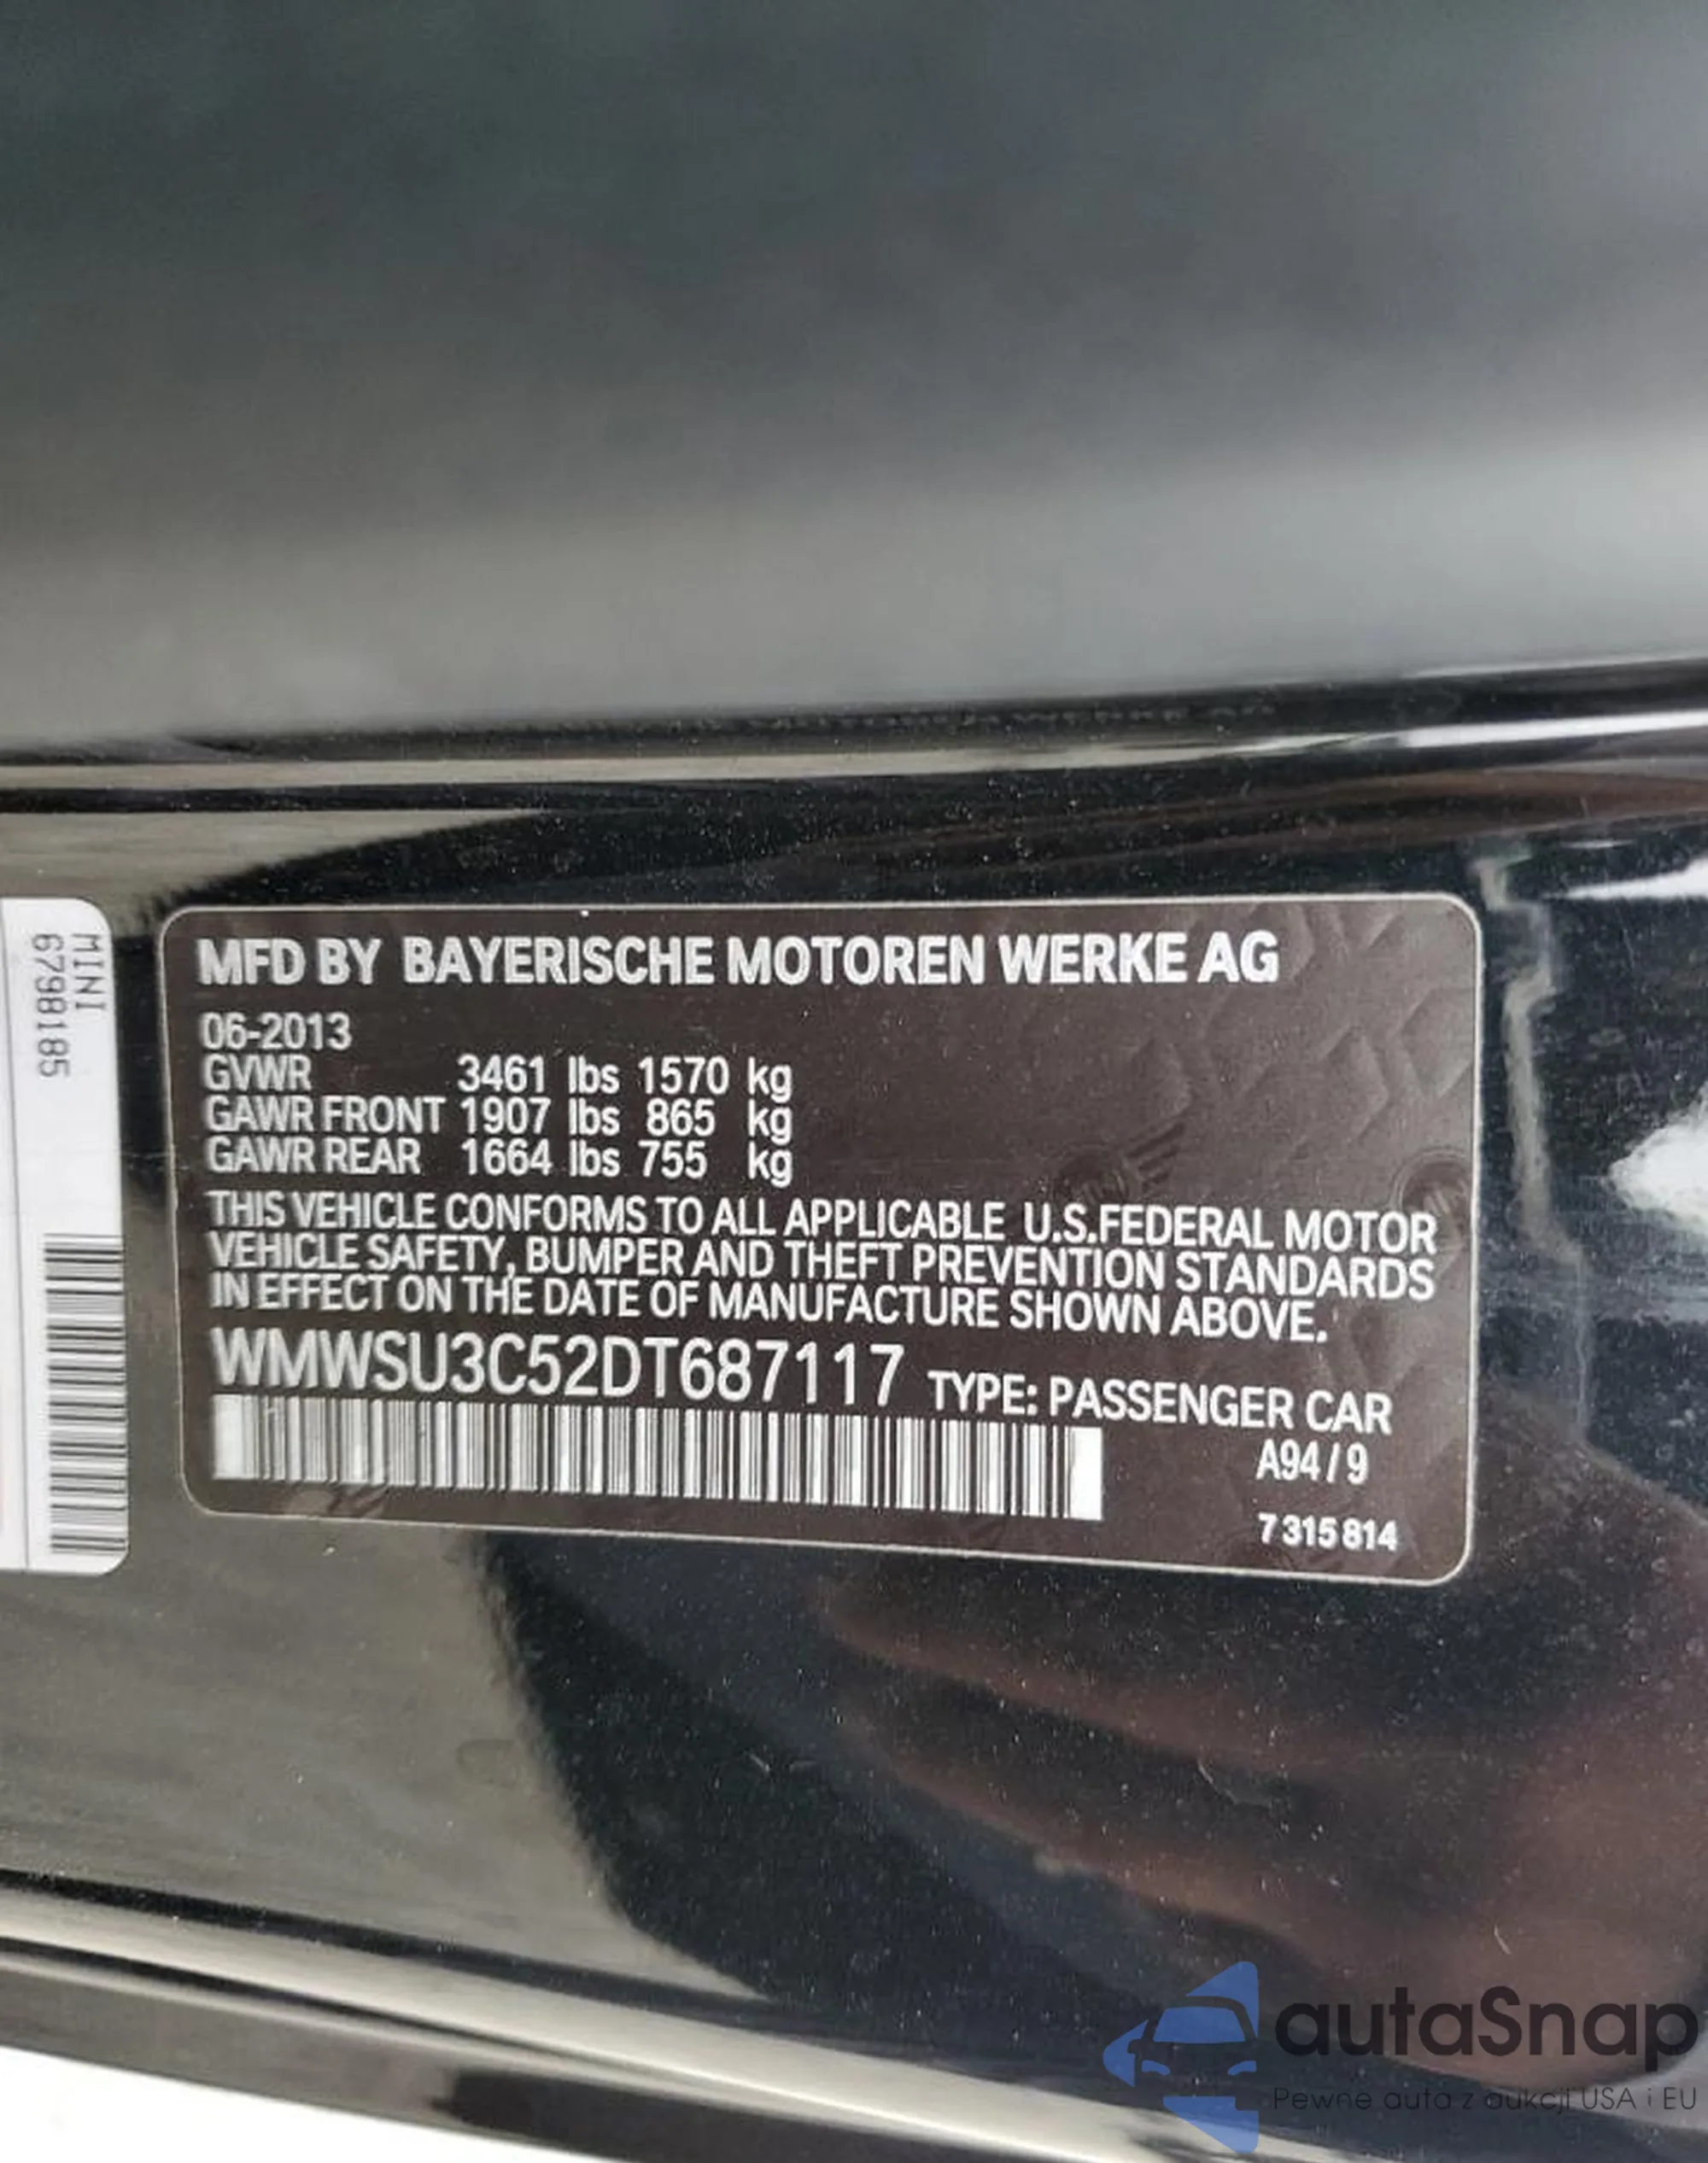 MINI
6798185
MFD BY BAYERISCHE MOTOREN WERKE AG
06-2013
GVWR 3461 lbs 1570 kg
GAWR FRONT 1907 lbs 865 kg
GAWR REAR 1664 lbs 755 kg
THIS VEHICLE CONFORMS TO ALL APPLICABLE U.S.FEDERAL MOTOR
VEHICLE SAFETY, BUMPER AND THEFT PREVENTION STANDARDS
IN EFFECT ON THE DATE OF MANUFACTURE SHOWN ABOVE.
WMWSU3C52DT687117 TYPE: PASSENGER CAR
A94 / 9
7 315 814
autaSnap
Pewne auta z aukcji USA i EU